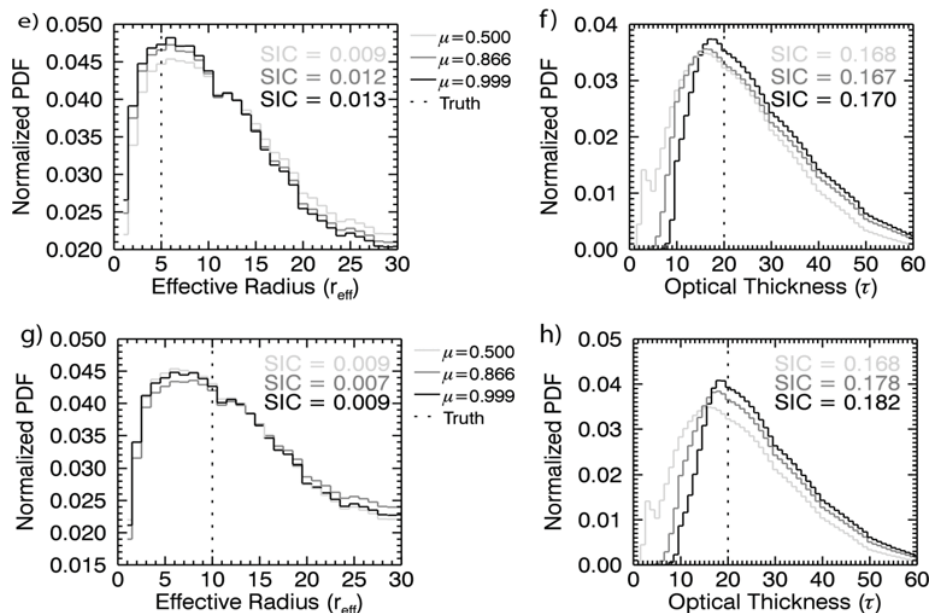 e)
0.050
0.045
0.040
0.035
0.030
0.025
0.020
Normalized PDF
SIC = 0.009
SIC = 0.012
SIC = 0.013
0 5 10 15 20 25 30
Effective Radius (r_eff)
μ=0.500
μ=0.866
μ=0.999
Truth
f)
0.04
0.03
0.02
0.01
0.00
Normalized PDF
SIC = 0.168
SIC = 0.167
SIC = 0.170
0 10 20 30 40 50 60
Optical Thickness (τ)
g)
0.050
0.045
0.040
0.035
0.030
0.025
0.020
0.015
Normalized PDF
SIC = 0.009
SIC = 0.007
SIC = 0.009
0 5 10 15 20 25 30
Effective Radius (r_eff)
μ=0.500
μ=0.866
μ=0.999
Truth
h)
0.05
0.04
0.03
0.02
0.01
0.00
Normalized PDF
SIC = 0.168
SIC = 0.178
SIC = 0.182
0 10 20 30 40 50 60
Optical Thickness (τ)